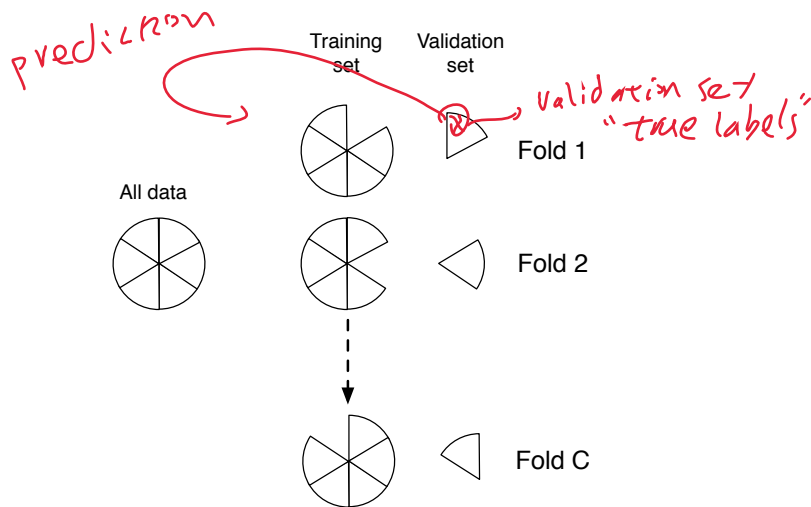 prediction
Training
set
Validation
set
validation set
"true labels"
Fold 1
All data
Fold 2
Fold C